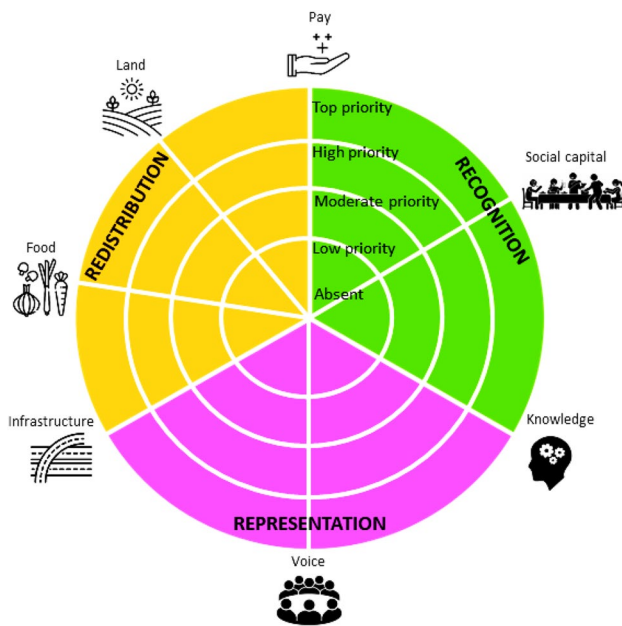 Pay
Land
Top priority
High priority
RECOGNITION
Social capital
REDISTRIBUTION
Moderate priority
Food
Low priority
Absent
Infrastructure
Knowledge
REPRESENTATION
Voice